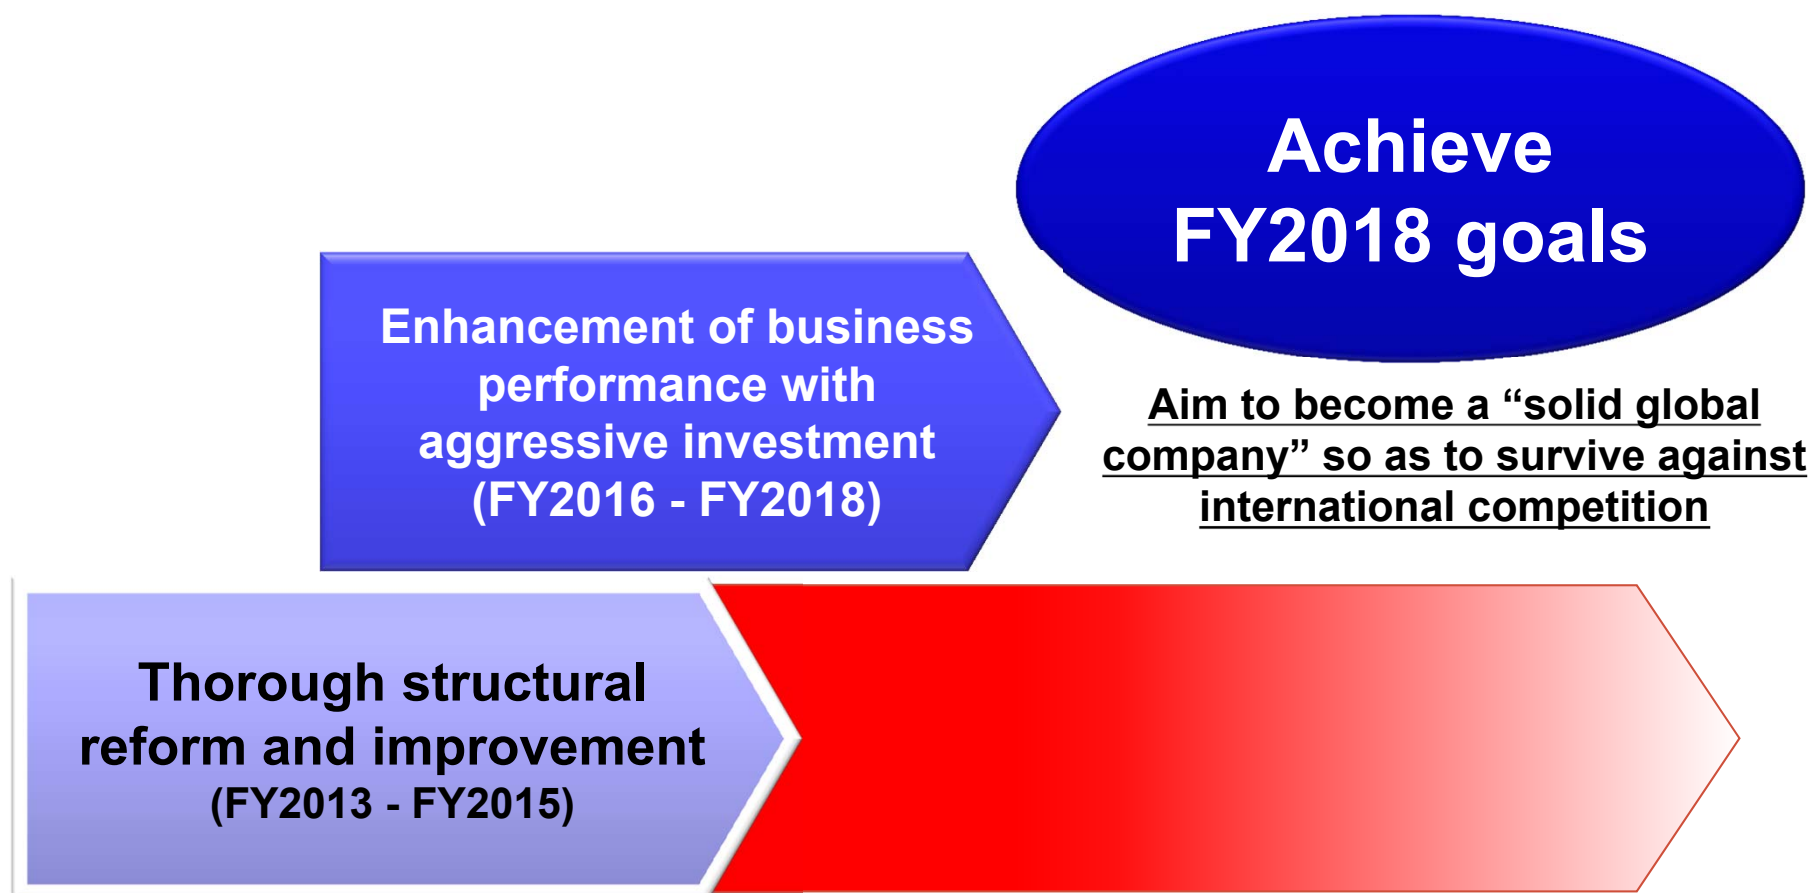 Achieve
FY2018 goals
Enhancement of business
performance with
aggressive investment
(FY2016 - FY2018)
Aim to become a “solid global
company” so as to survive against
international competition
Thorough structural
reform and improvement
(FY2013 - FY2015)